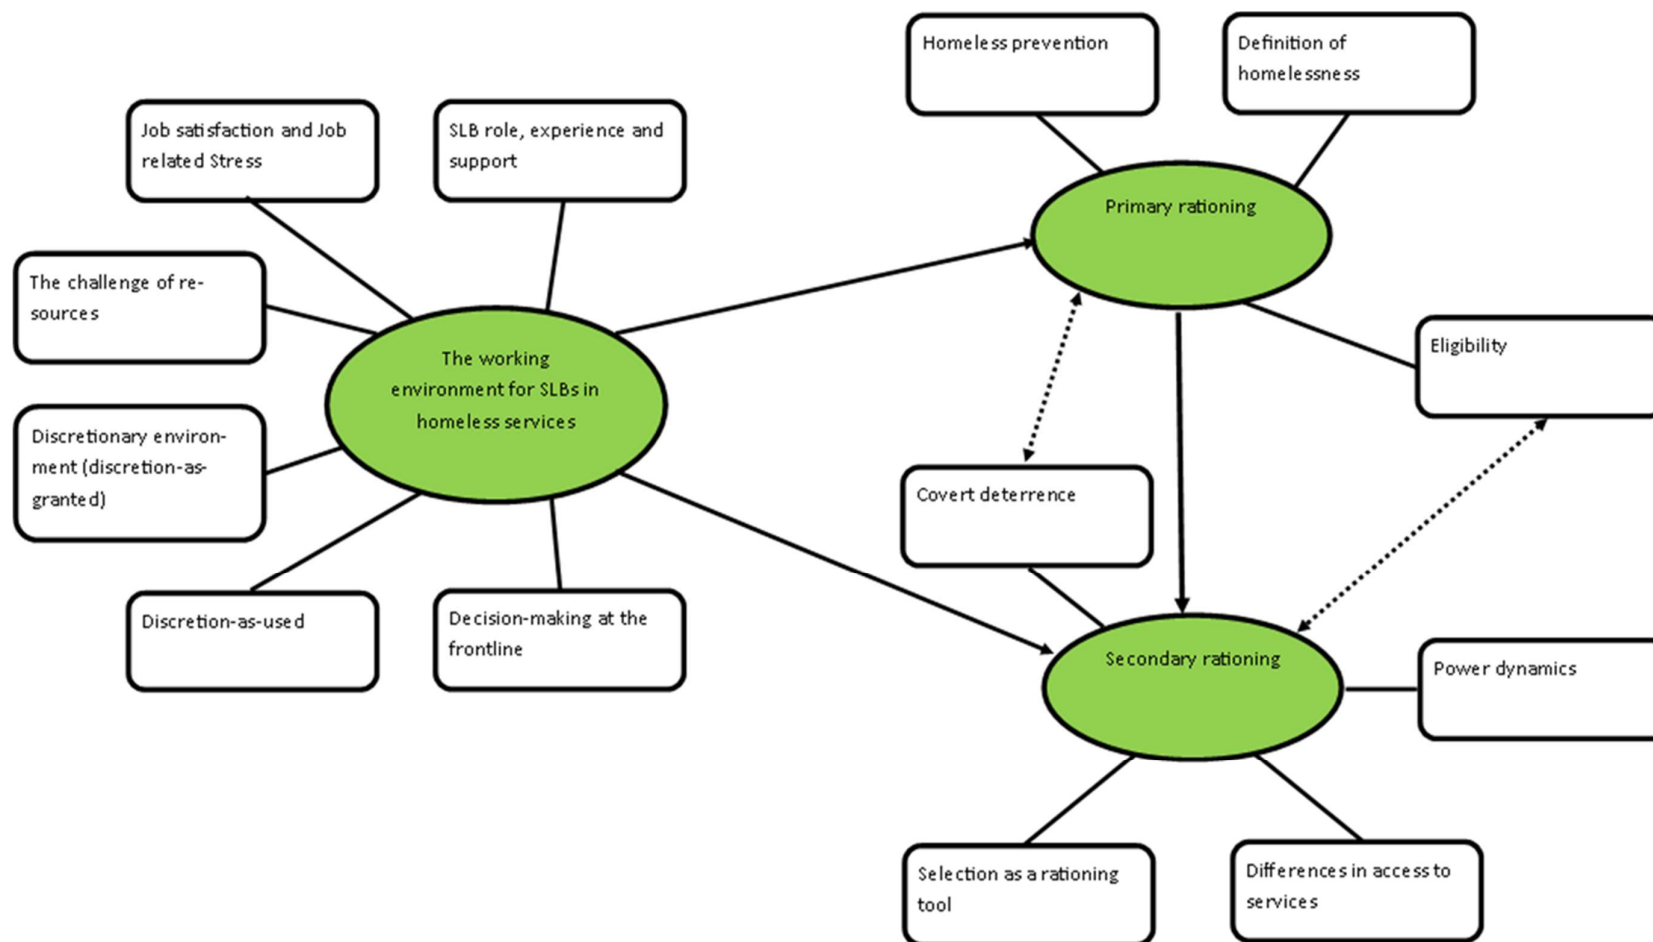 Homeless prevention
Definition of
homelessness
Job satisfaction and Job
related Stress
SLB role, experience and
support
Primary rationing
The challenge of re-
sources
Eligibility
The working
environment for SLBs in
homeless services
Discretionary environ-
ment (discretion-as-
granted)
Covert deterrence
Discretion-as-used
Decision-making at the
frontline
Secondary rationing
Power dynamics
Selection as a rationing
tool
Differences in access to
services